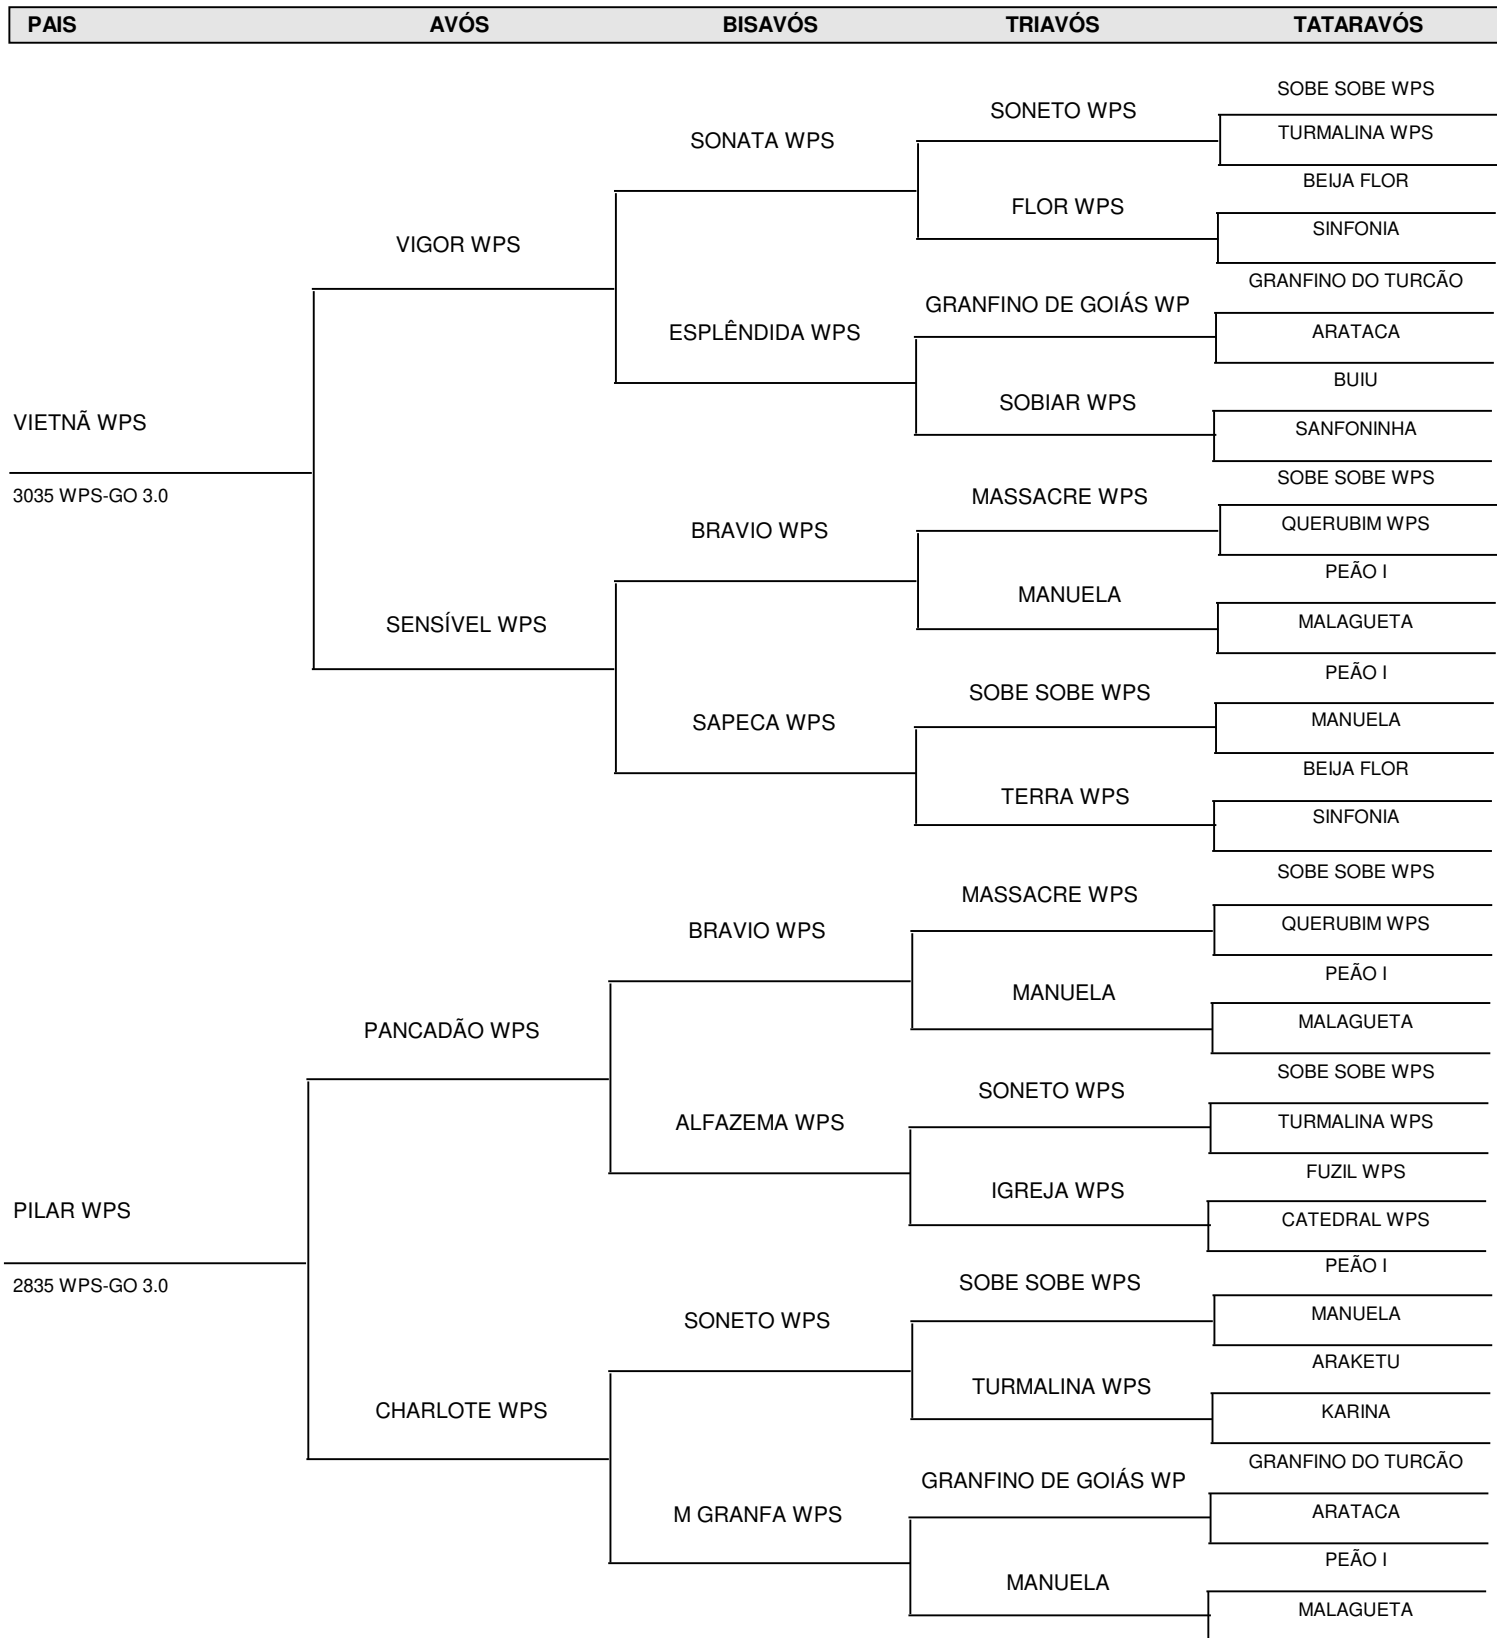 PAIS AVÓS BISAVÓS TRIAVÓS TATARAVÓS
SOBE SOBE WPS
SONETO WPS
TURMALINA WPS
SONATA WPS
BEIJA FLOR
FLOR WPS
SINFONIA
VIGOR WPS
GRANFINO DO TURCÃO
GRANFINO DE GOIÁS WP
ARATACA
ESPLÊNDIDA WPS
BUIU
SOBIAR WPS
SANFONINHA
VIETNÃ WPS
3035 WPS-GO 3.0
SOBE SOBE WPS
MASSACRE WPS
QUERUBIM WPS
BRAVIO WPS
PEÃO I
MANUELA
MALAGUETA
SENSÍVEL WPS
PEÃO I
SOBE SOBE WPS
MANUELA
SAPECA WPS
BEIJA FLOR
TERRA WPS
SINFONIA
SOBE SOBE WPS
MASSACRE WPS
QUERUBIM WPS
BRAVIO WPS
PEÃO I
MANUELA
MALAGUETA
PANCADÃO WPS
SOBE SOBE WPS
SONETO WPS
TURMALINA WPS
ALFAZEMA WPS
FUZIL WPS
IGREJA WPS
CATEDRAL WPS
PILAR WPS
2835 WPS-GO 3.0
PEÃO I
SOBE SOBE WPS
MANUELA
SONETO WPS
ARAKETU
TURMALINA WPS
KARINA
CHARLOTE WPS
GRANFINO DO TURCÃO
GRANFINO DE GOIÁS WP
ARATACA
M GRANFA WPS
PEÃO I
MANUELA
MALAGUETA